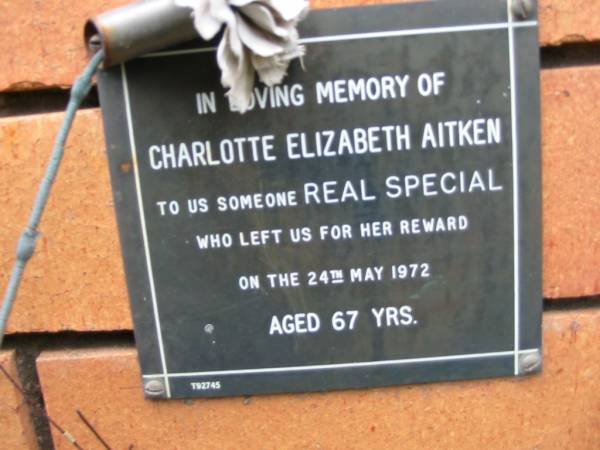 IN LOVING MEMORY OF
CHARLOTTE ELIZABETH AITKEN
TO US SOMEONE REAL SPECIAL
WHO LEFT US FOR HER REWARD
ON THE 24TH MAY 1972
AGED 67 YRS.
T92745